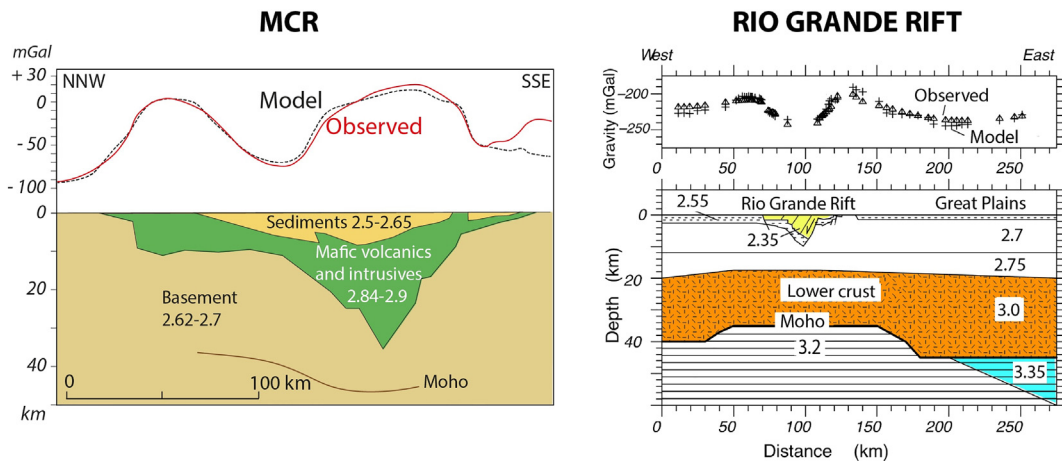 MCR
mGal
+ 30
0
- 50
- 100
NNW
SSE
Model
Observed
0
20
40
km
Sediments 2.5-2.65
Mafic volcanics
and intrusives
2.84-2.9
Basement
2.62-2.7
Moho
0
100 km
RIO GRANDE RIFT
West
East
Gravity (mGal)
−200
−250
Observed
Model
0 50 100 150 200 250
2.55
Rio Grande Rift
Great Plains
2.35
2.7
2.75
Lower crust
3.0
Moho
3.2
3.35
Depth (km)
0
20
40
0 50 100 150 200 250
Distance (km)